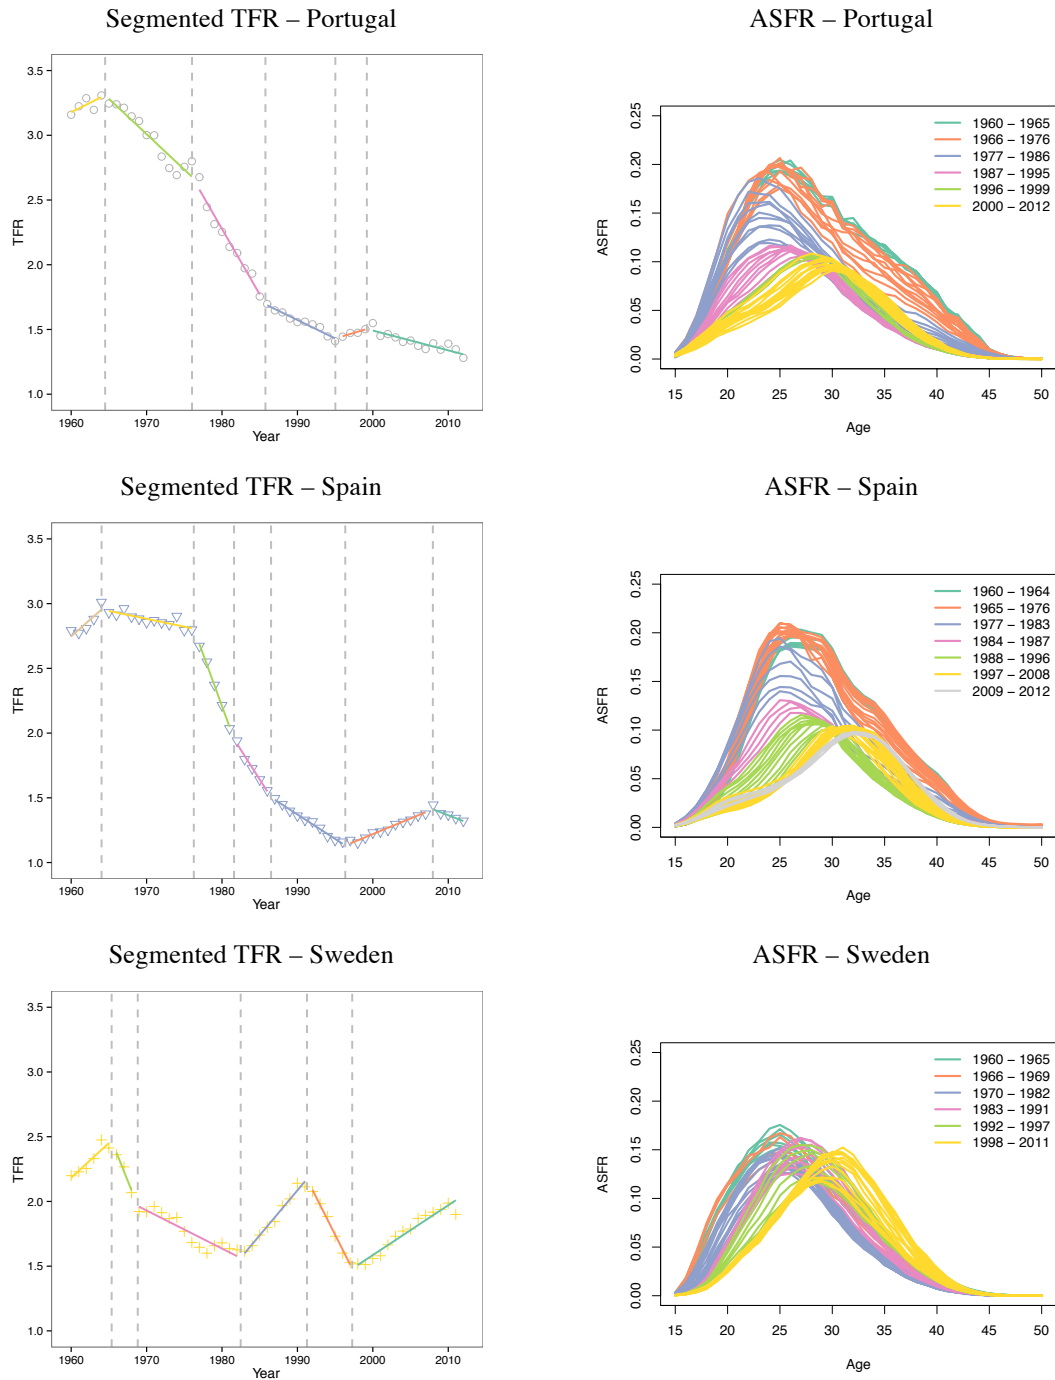 Segmented TFR – Portugal
TFR
3.5
3.0
2.5
2.0
1.5
1.0
1960 1970 1980 1990 2000 2010
Year
ASFR – Portugal
ASFR
0.25
0.20
0.15
0.10
0.05
0.00
1960 – 1965
1966 – 1976
1977 – 1986
1987 – 1995
1996 – 1999
2000 – 2012
15 20 25 30 35 40 45 50
Age
Segmented TFR – Spain
TFR
3.5
3.0
2.5
2.0
1.5
1.0
1960 1970 1980 1990 2000 2010
Year
ASFR – Spain
ASFR
0.25
0.20
0.15
0.10
0.05
0.00
1960 – 1964
1965 – 1976
1977 – 1983
1984 – 1987
1988 – 1996
1997 – 2008
2009 – 2012
15 20 25 30 35 40 45 50
Age
Segmented TFR – Sweden
TFR
3.5
3.0
2.5
2.0
1.5
1.0
1960 1970 1980 1990 2000 2010
Year
ASFR – Sweden
ASFR
0.25
0.20
0.15
0.10
0.05
0.00
1960 – 1965
1966 – 1969
1970 – 1982
1983 – 1991
1992 – 1997
1998 – 2011
15 20 25 30 35 40 45 50
Age